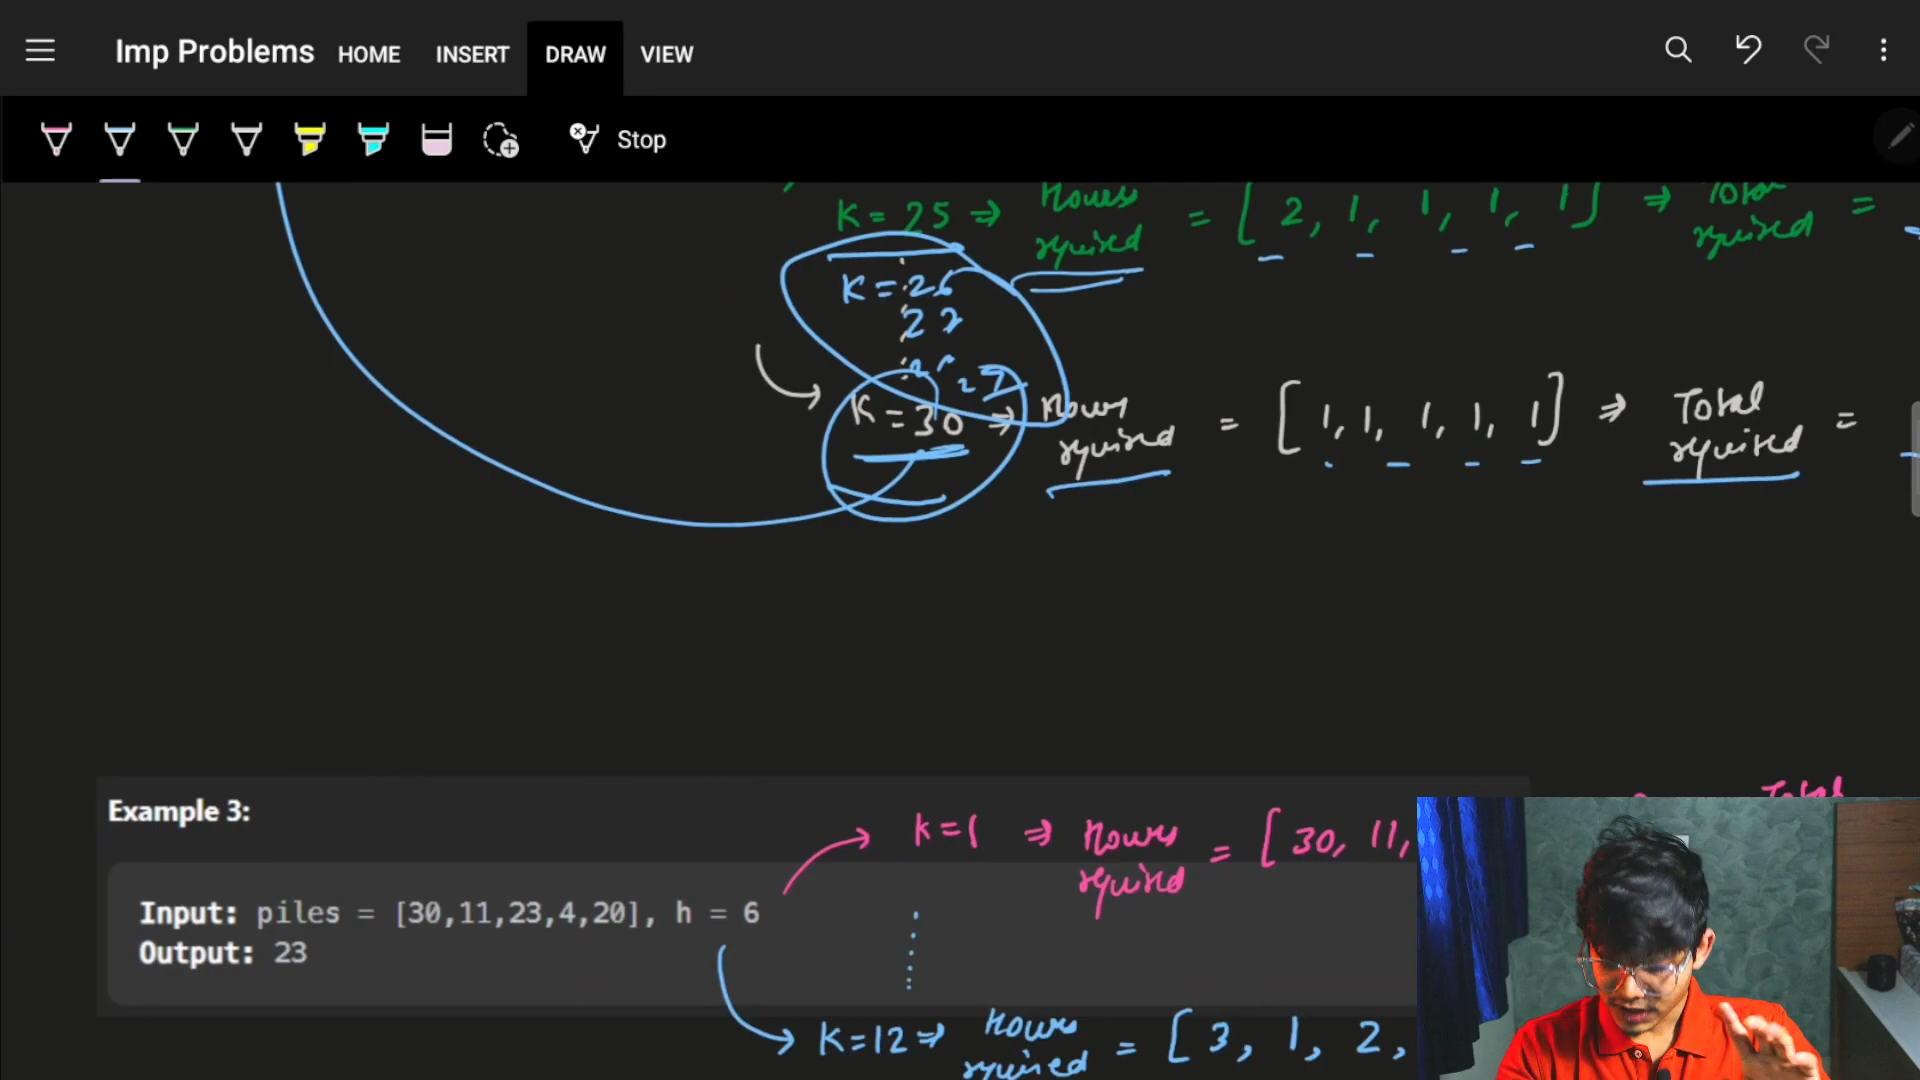 Imp Problems HOME INSERT DRAW VIEW
Stop
K = 25 ⇒ Hours required = [ 2, 1, 1, 1, 1 ] ⇒ Total required =
K = 26
27
K = 30 ⇒ Hours required = [ 1, 1, 1, 1, 1 ] ⇒ Total required =
Example 3:
K = 1 ⇒ Hours required = [ 30, 11,
Total
Input: piles = [30,11,23,4,20], h = 6
Output: 23
K = 12 ⇒ Hours required = [ 3, 1, 2,